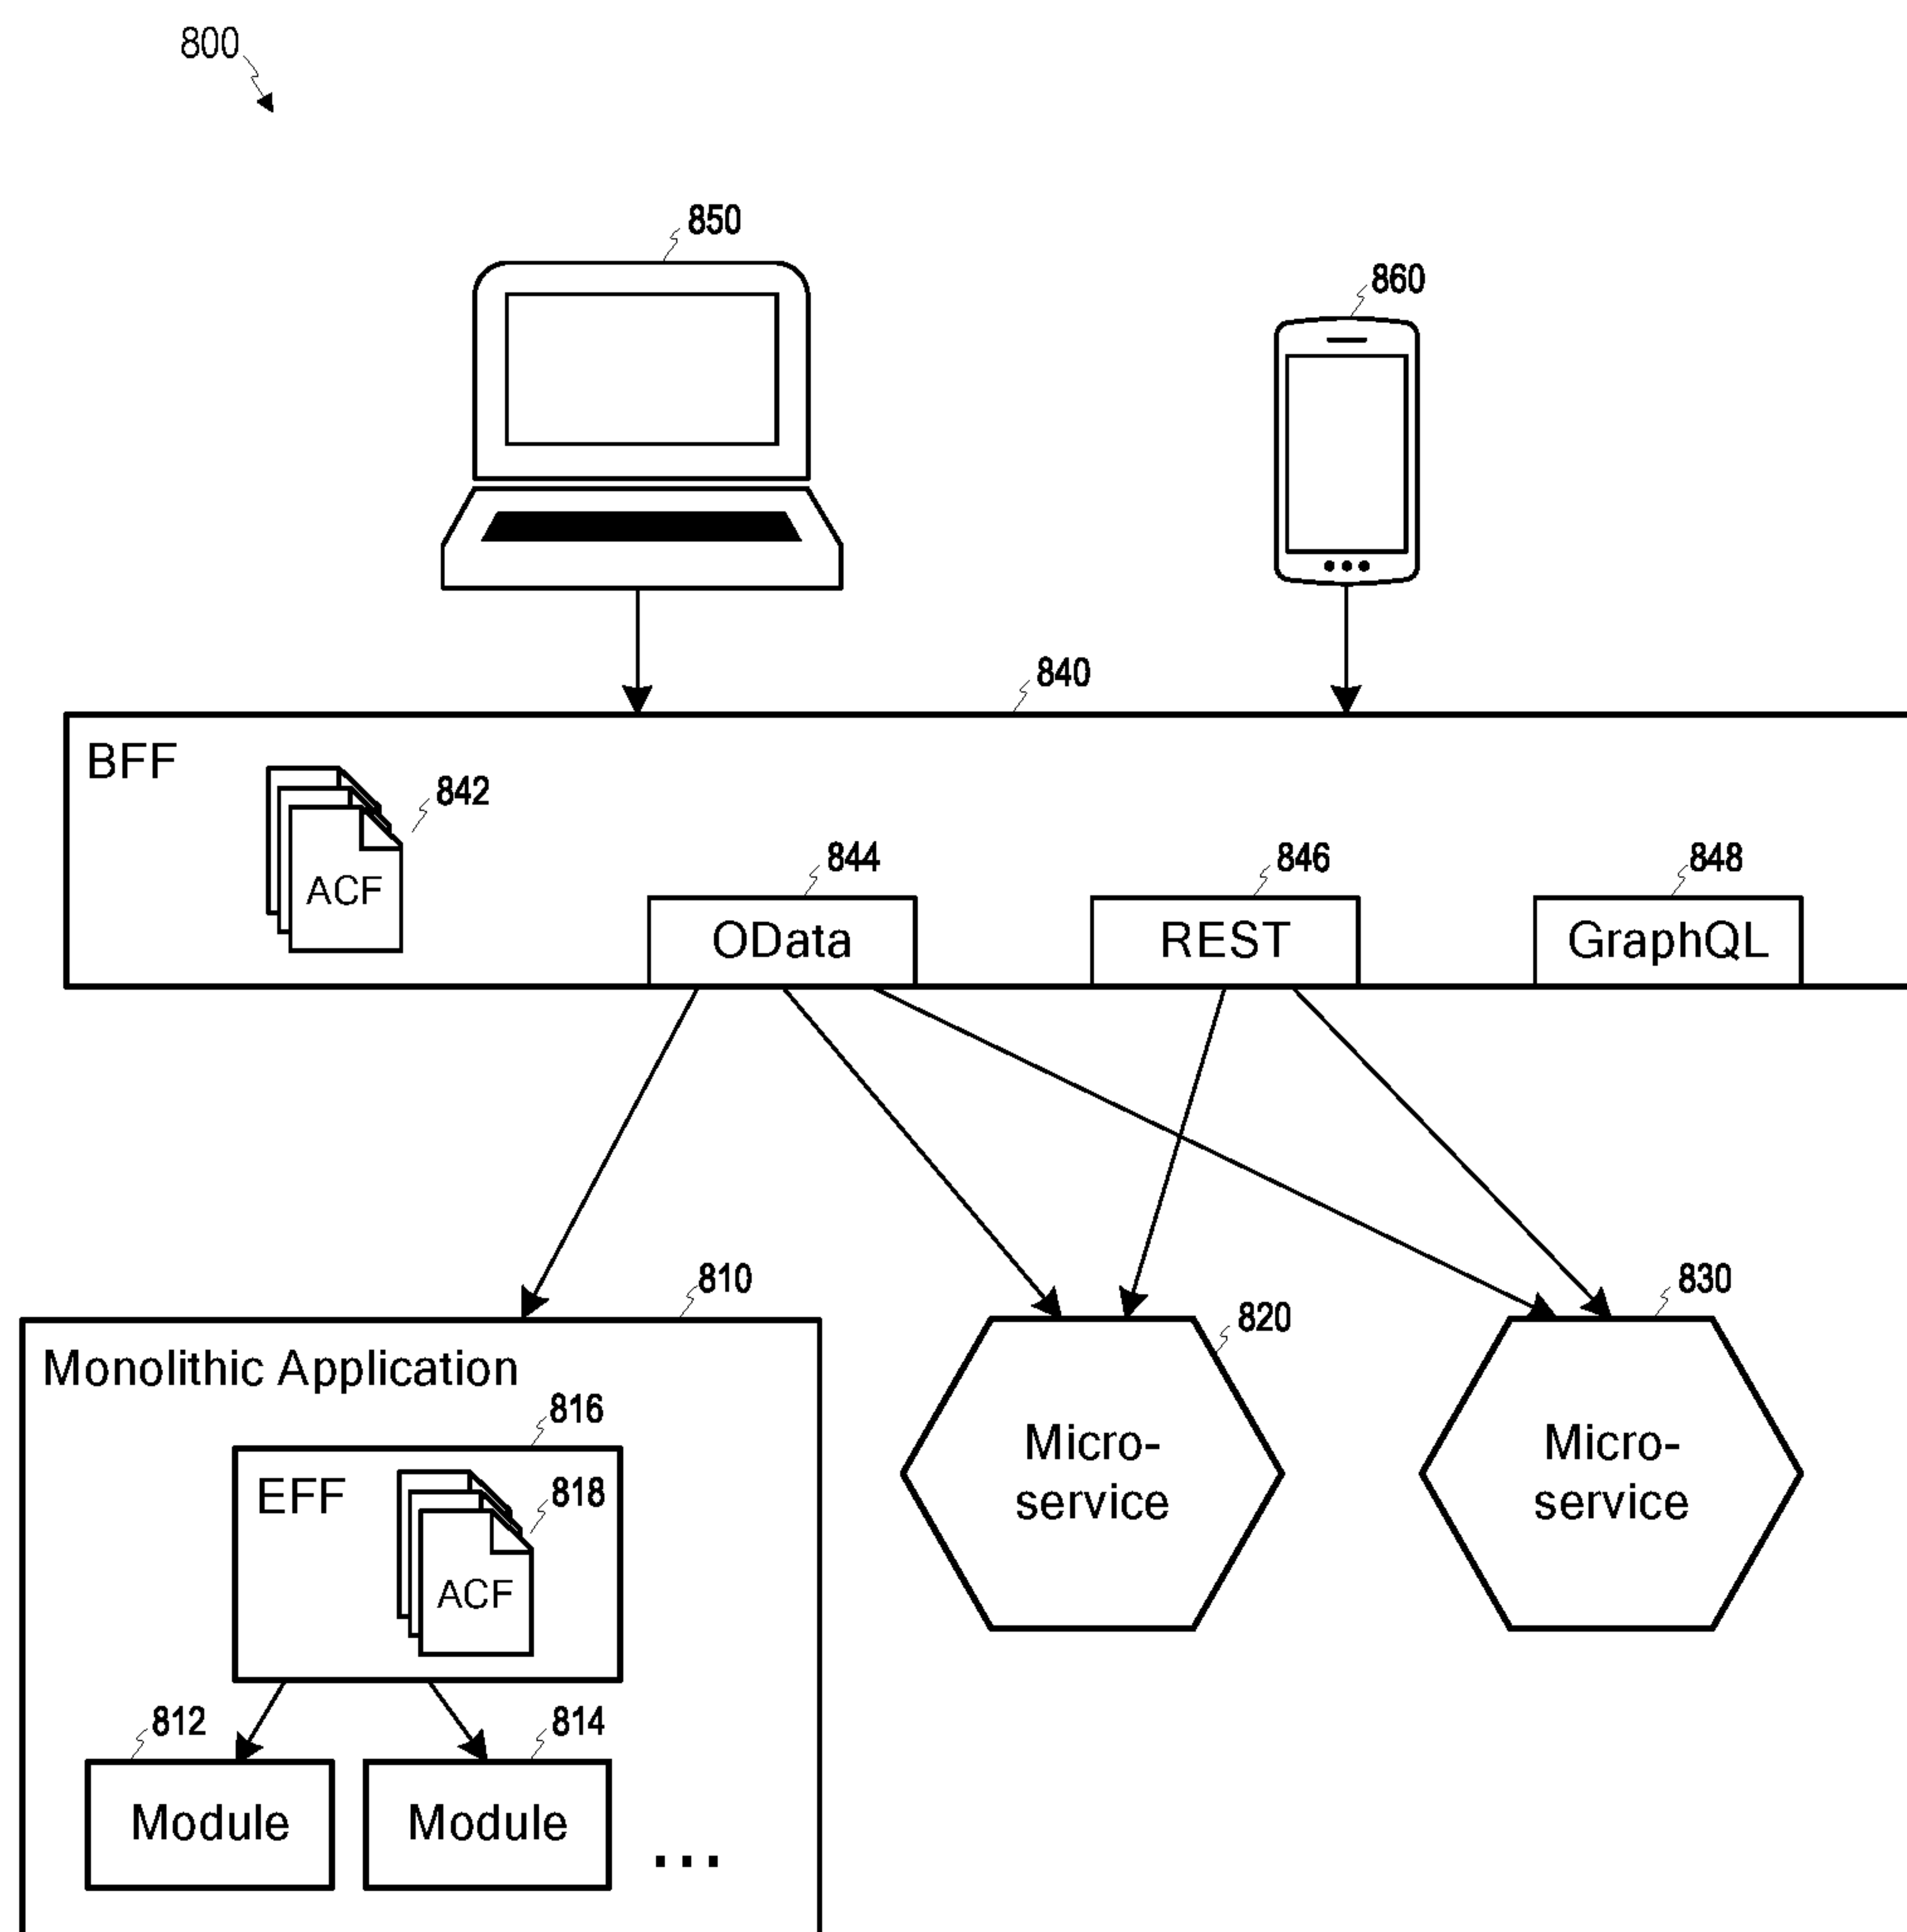 800
850
860
840
BFF
842
ACF
844
846
848
OData
REST
GraphQL
810
830
820
Monolithic Application
816
EFF
818
ACF
Micro-
service
Micro-
service
812
814
Module
Module
...